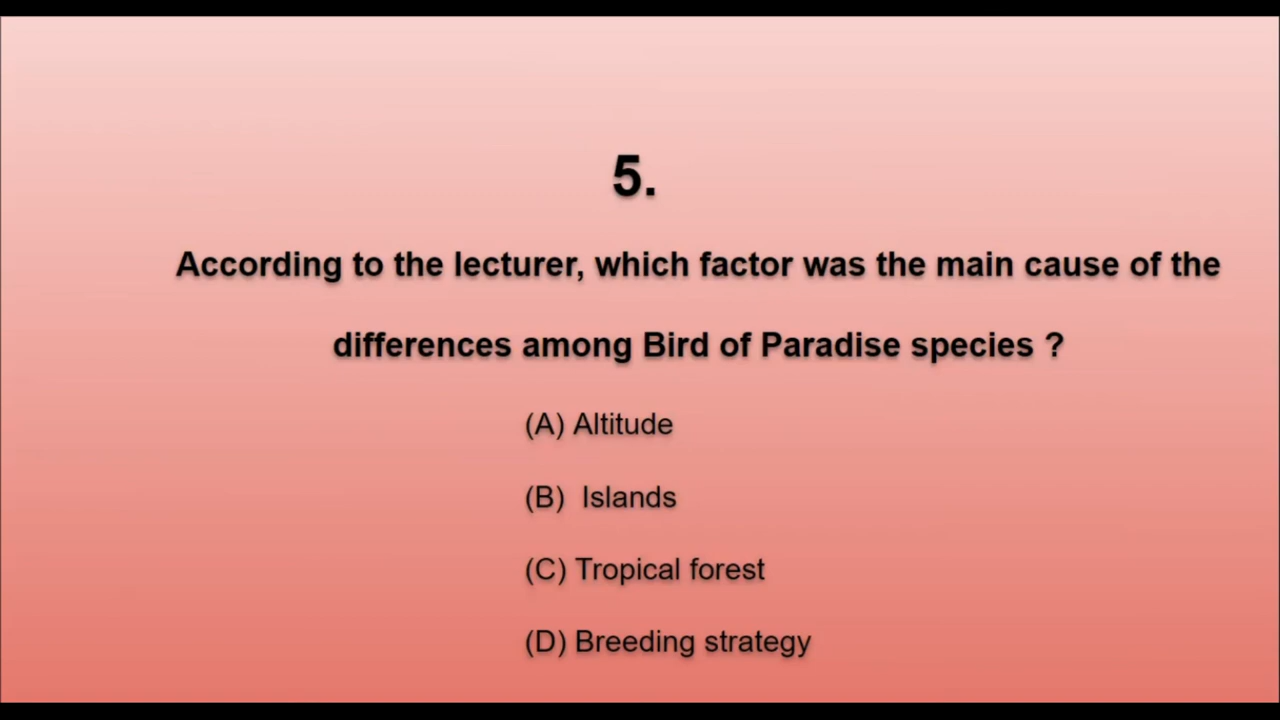 5.
According to the lecturer, which factor was the main cause of the
differences among Bird of Paradise species ?
(A) Altitude
(B) Islands
(C) Tropical forest
(D) Breeding strategy